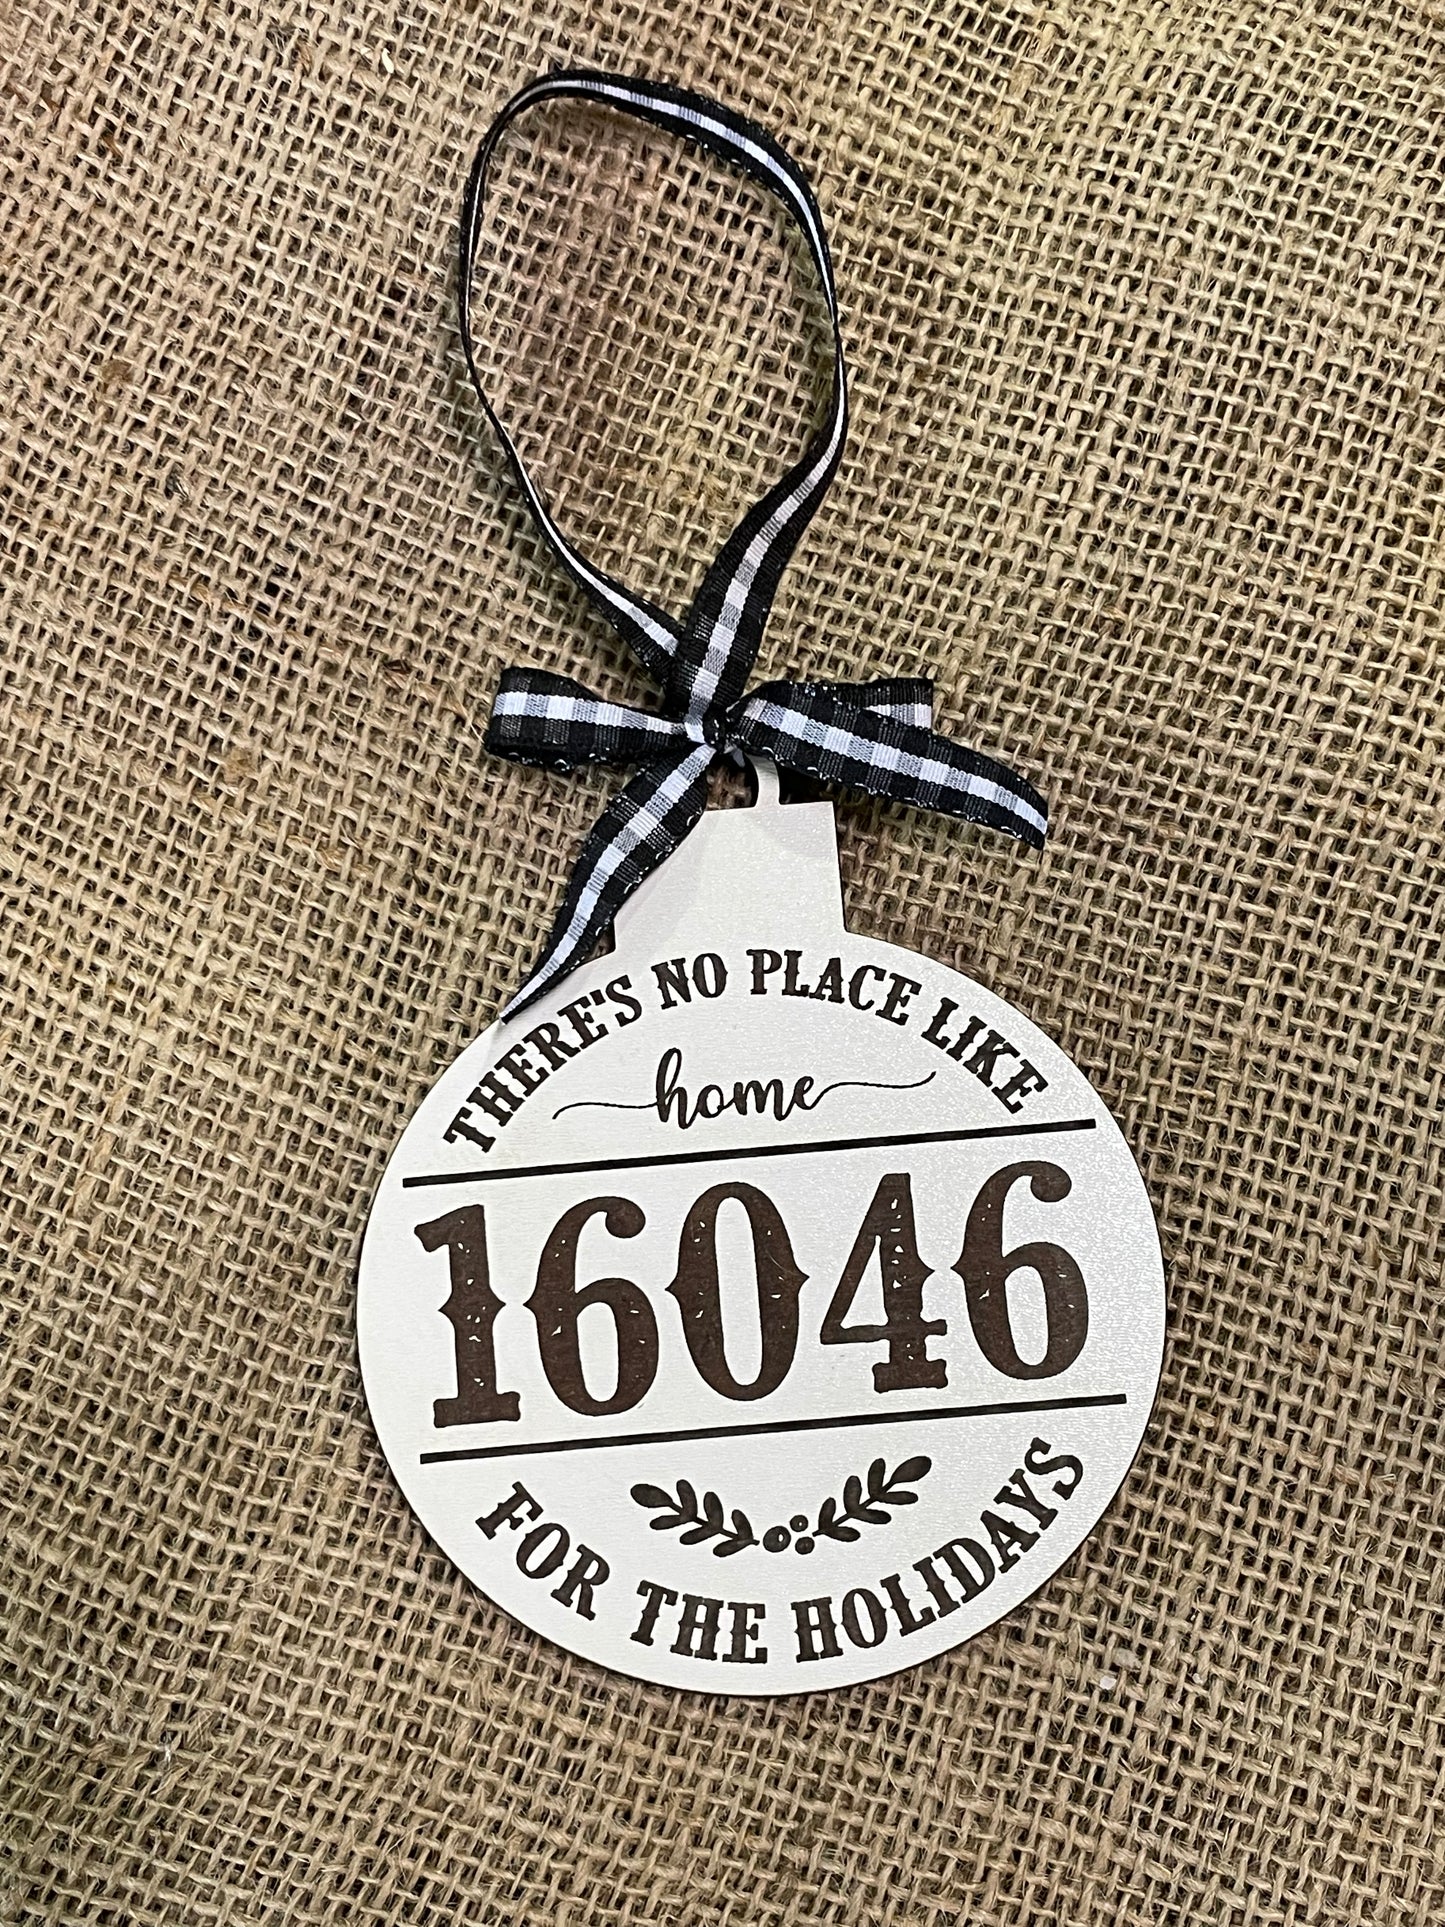 THERE'S NO PLACE LIKE
home
16046
FOR THE HOLIDAYS